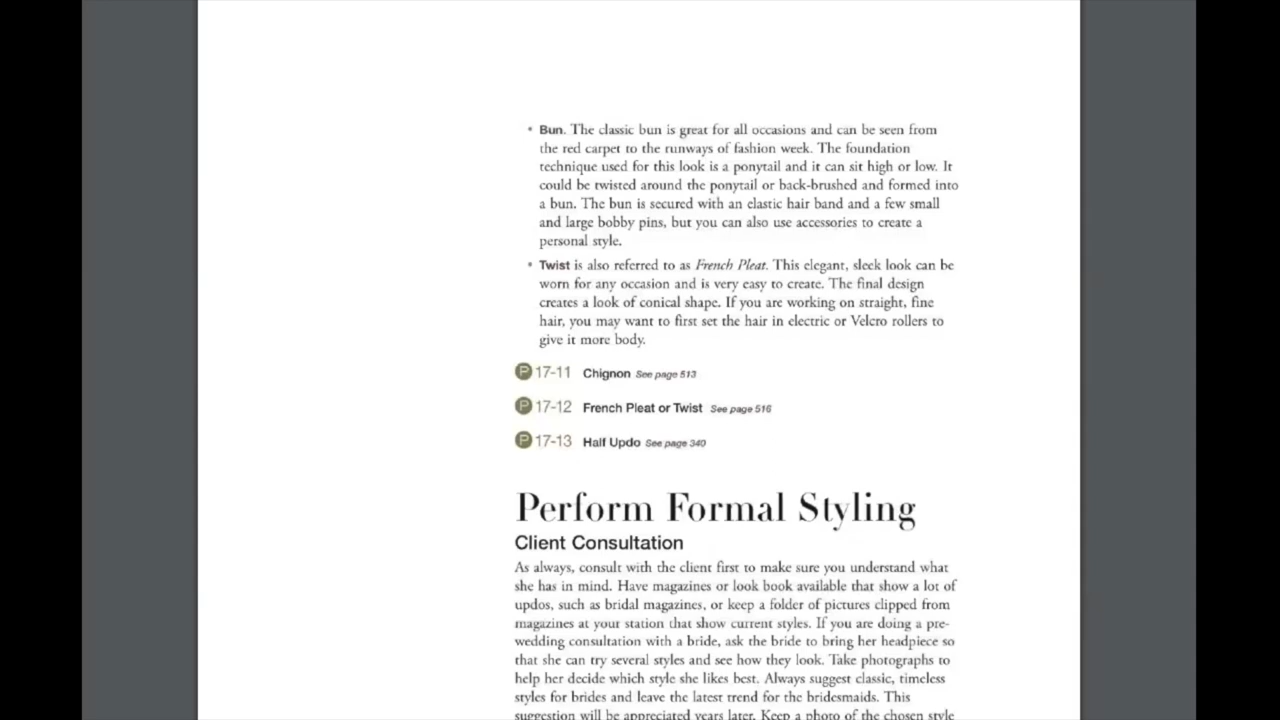 • Bun. The classic bun is great for all occasions and can be seen from
the red carpet to the runways of fashion week. The foundation
technique used for this look is a ponytail and it can sit high or low. It
could be twisted around the ponytail or back-brushed and formed into
a bun. The bun is secured with an elastic hair band and a few small
and large bobby pins, but you can also use accessories to create a
personal style.
• Twist is also referred to as French Pleat. This elegant, sleek look can be
worn for any occasion and is very easy to create. The final design
creates a look of conical shape. If you are working on straight, fine
hair, you may want to first set the hair in electric or Velcro rollers to
give it more body.
P 17-11 Chignon See page 513
P 17-12 French Pleat or Twist See page 516
P 17-13 Half Updo See page 340
Perform Formal Styling
Client Consultation
As always, consult with the client first to make sure you understand what
she has in mind. Have magazines or look book available that show a lot of
updos, such as bridal magazines, or keep a folder of pictures clipped from
magazines at your station that show current styles. If you are doing a pre-
wedding consultation with a bride, ask the bride to bring her headpiece so
that she can try several styles and see how they look. Take photographs to
help her decide which style she likes best. Always suggest classic, timeless
styles for brides and leave the latest trend for the bridesmaids. This
suggestion will be appreciated years later. Keep a photo of the chosen style